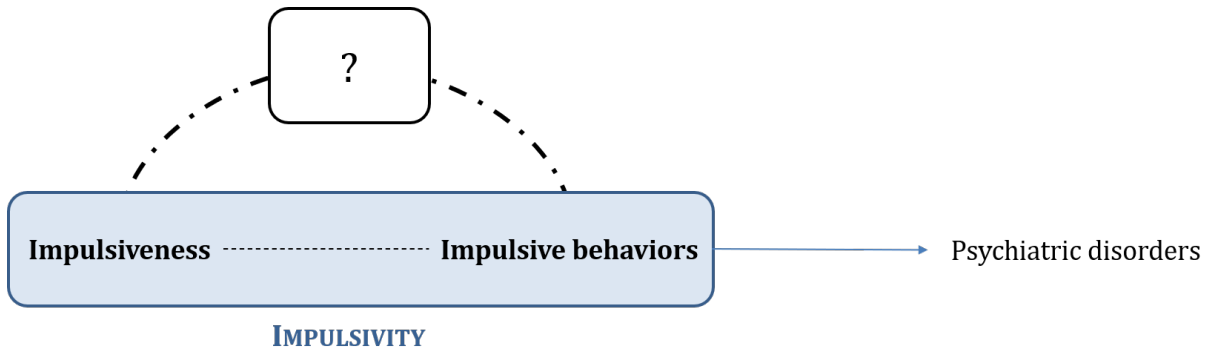 ?
Impulsiveness
Impulsive behaviors
Psychiatric disorders
IMPULSIVITY